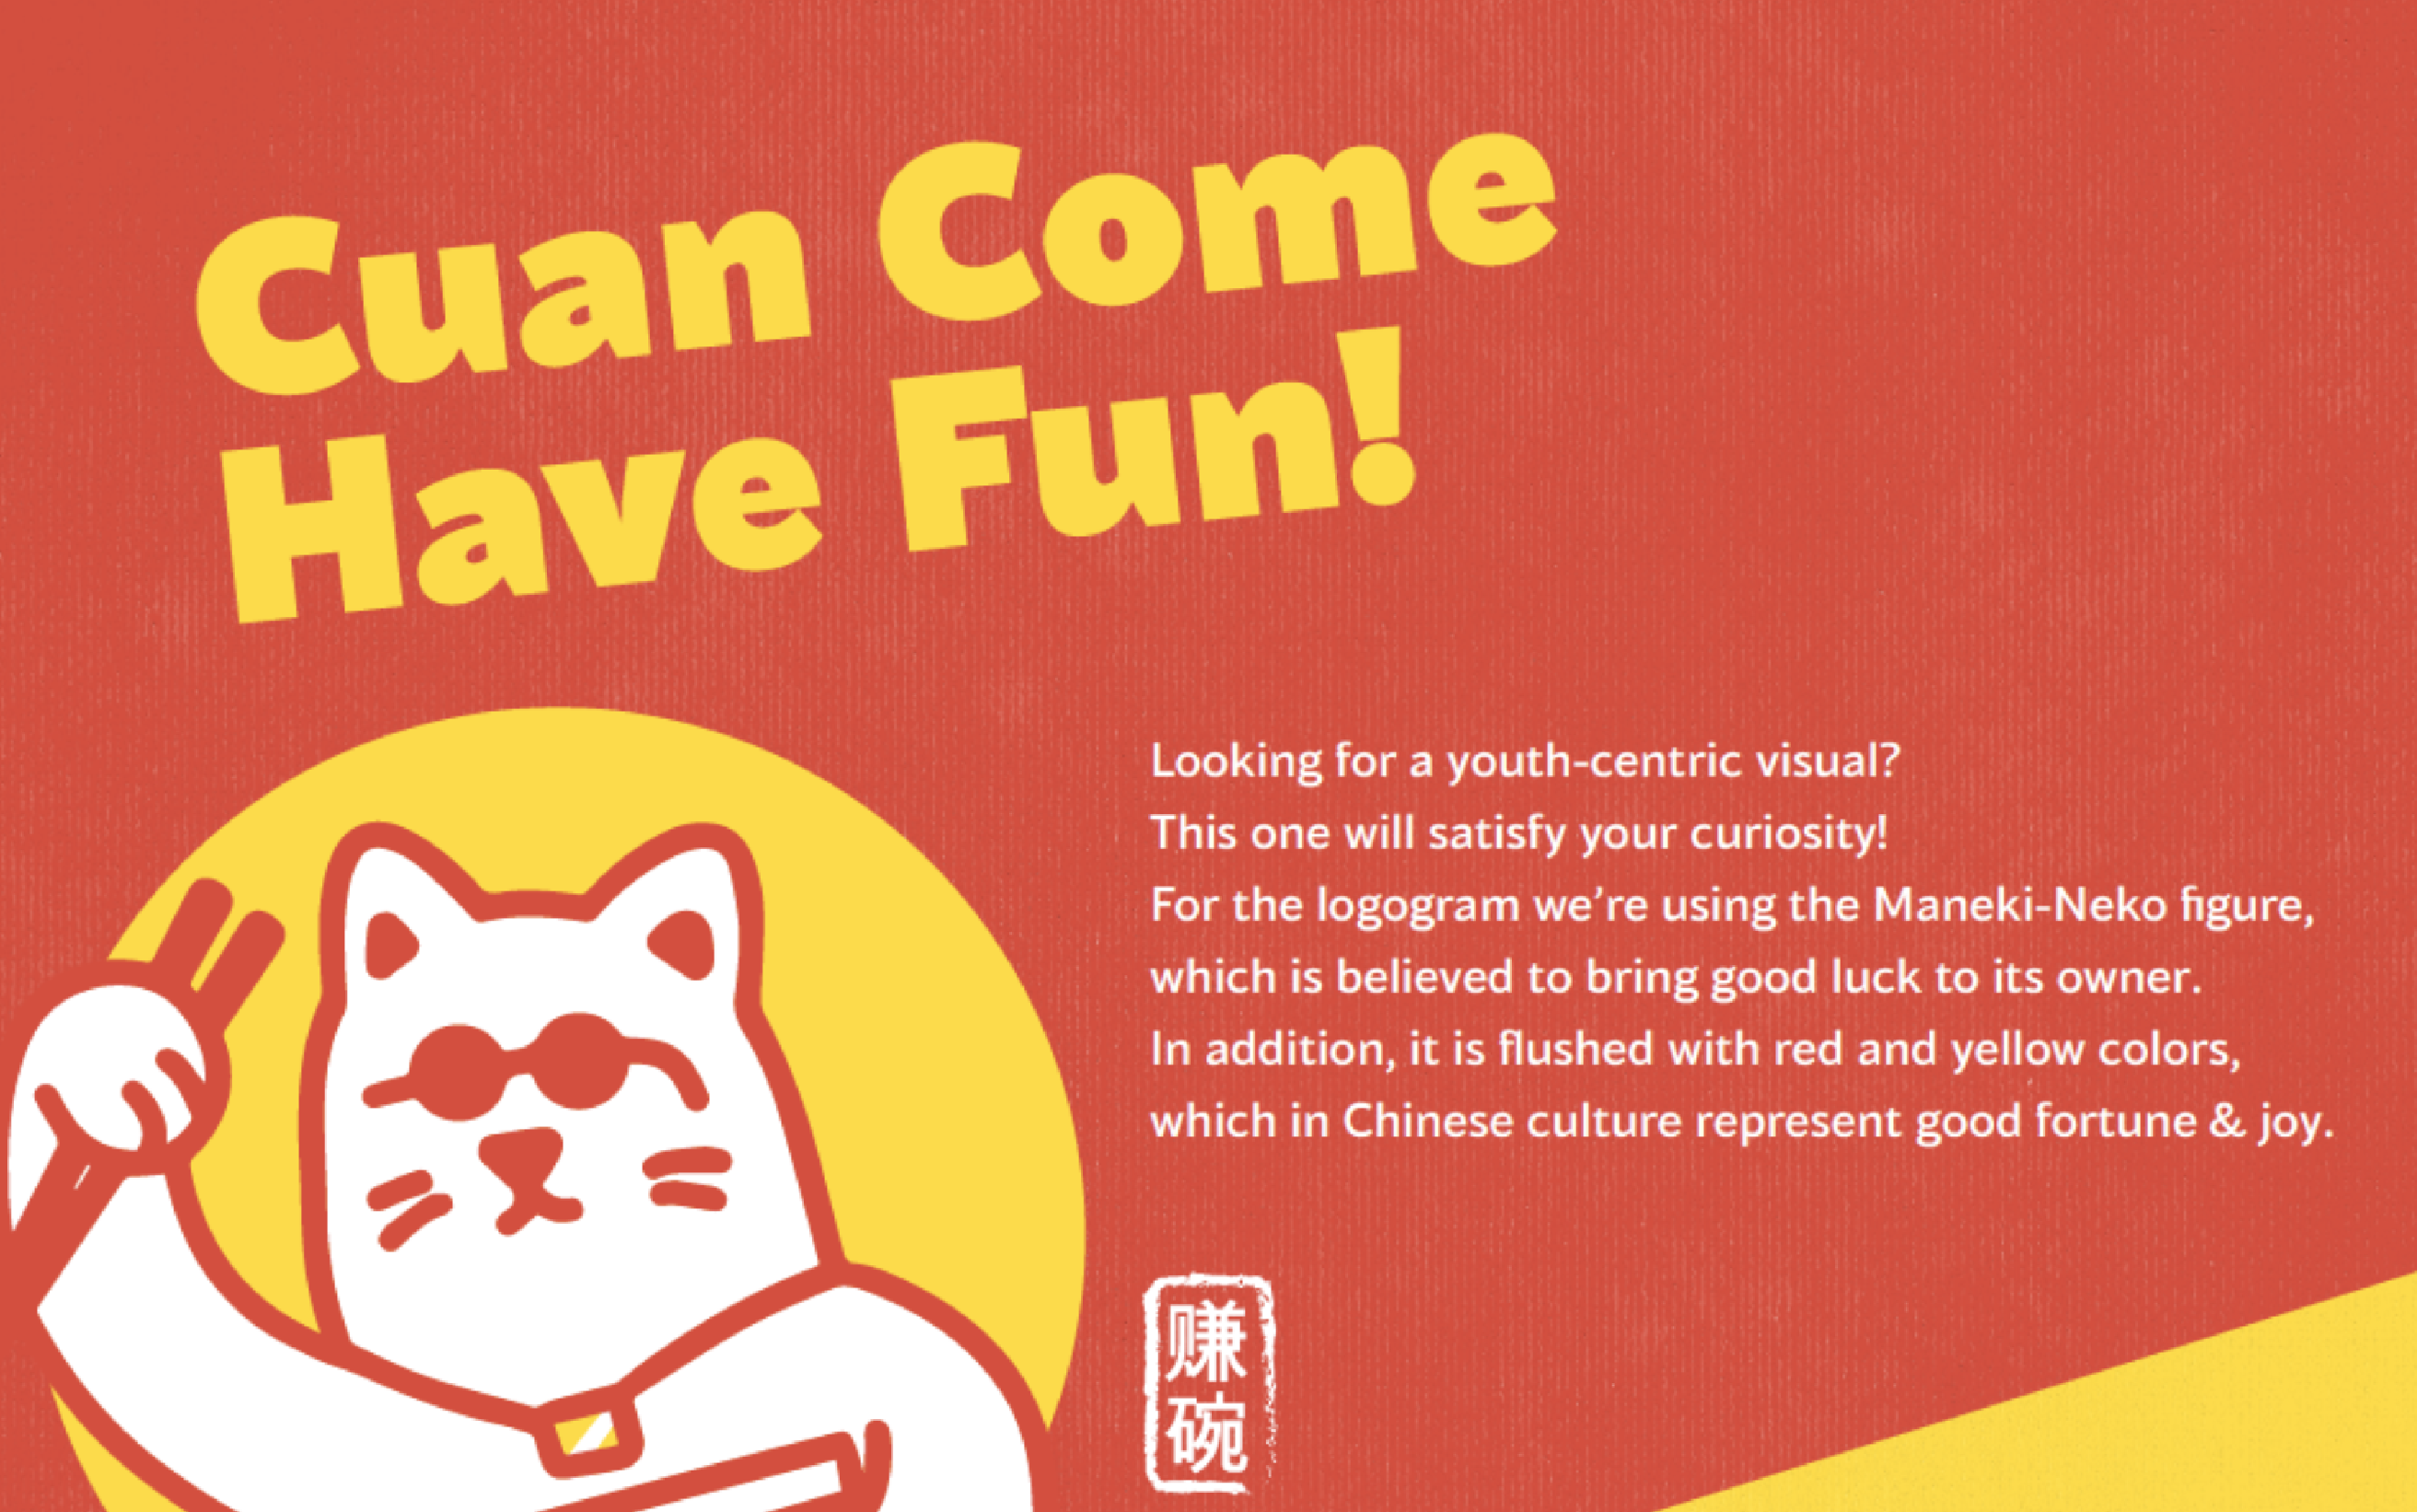 Cuan Come
Have Fun!
Looking for a youth-centric visual?
This one will satisfy your curiosity!
For the logogram we’re using the Maneki-Neko figure,
which is believed to bring good luck to its owner.
In addition, it is flushed with red and yellow colors,
which in Chinese culture represent good fortune & joy.
赚
碗